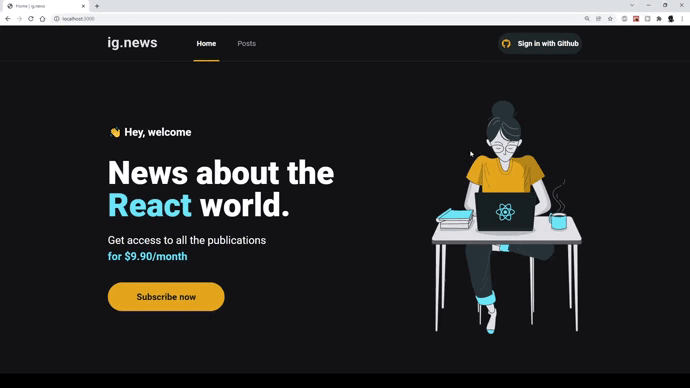 Home | ig.news
localhost:3000
ig.news
Home
Posts
Sign in with Github
👋 Hey, welcome
News about the
React world.
Get access to all the publications
for $9.90/month
Subscribe now